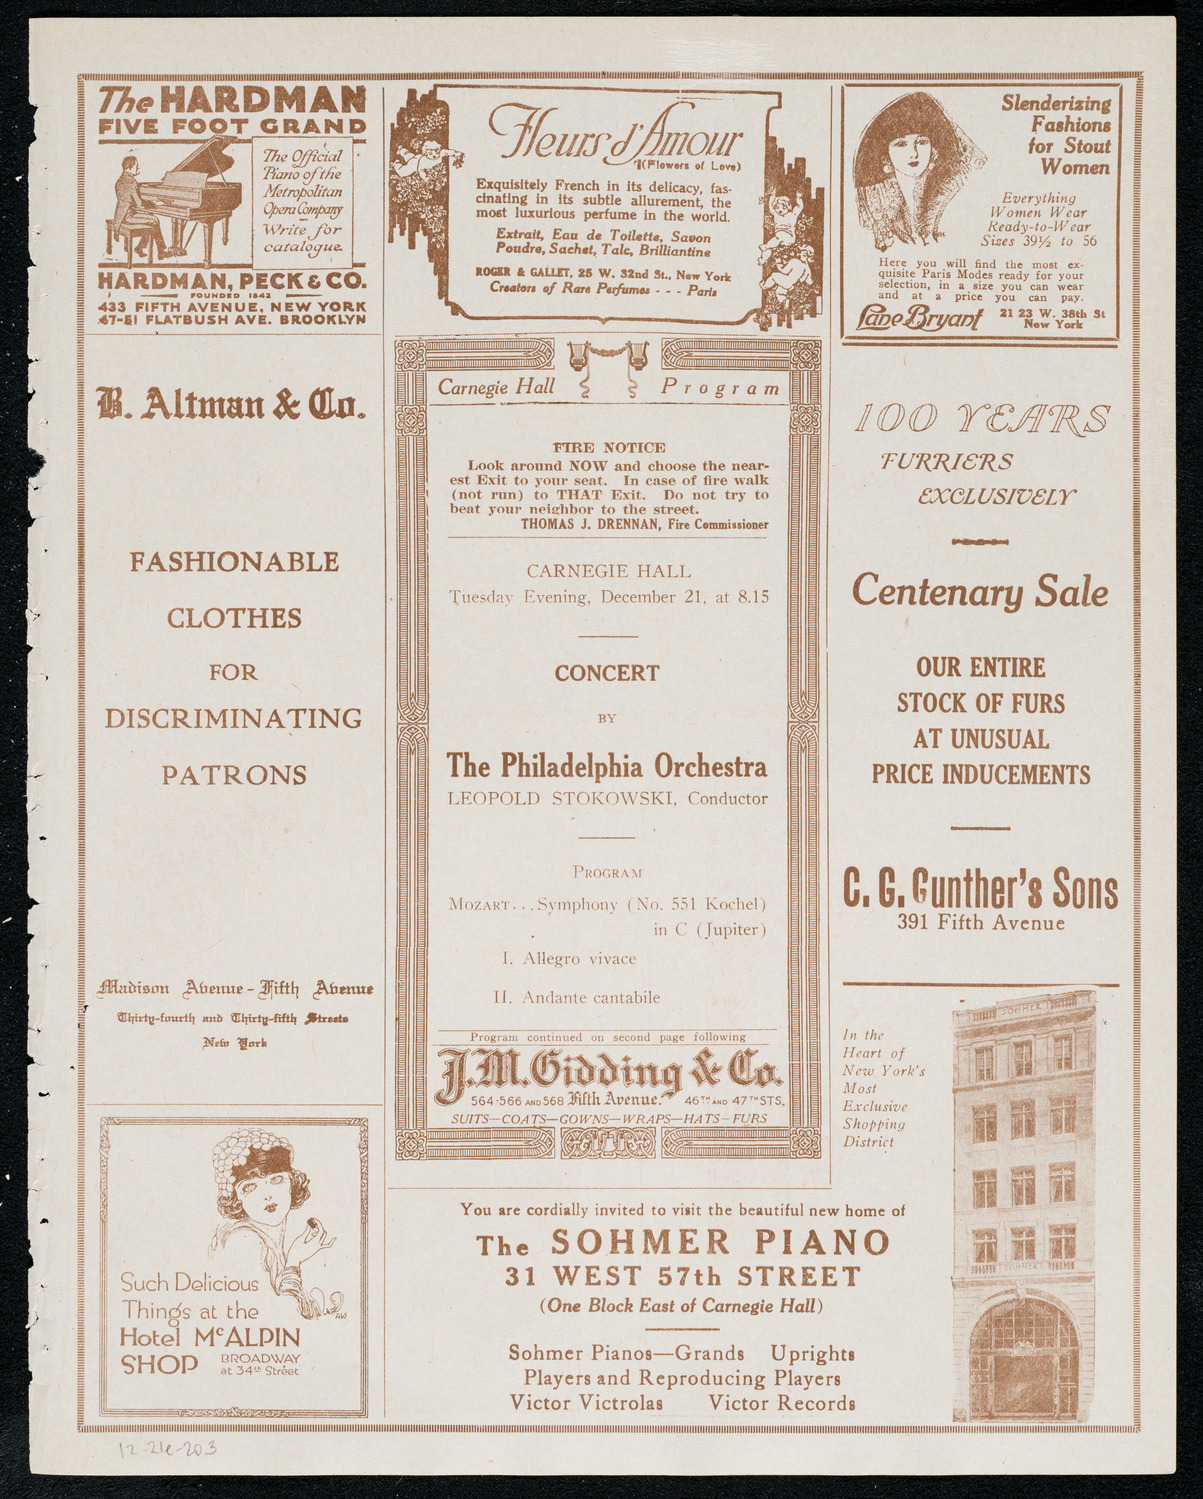 The HARDMAN
FIVE FOOT GRAND
The Official
Piano of the
Metropolitan
Opera Company
Write for
catalogue.
HARDMAN, PECK & CO.
FOUNDED 1842
433 FIFTH AVENUE, NEW YORK
47-51 FLATBUSH AVE. BROOKLYN
Fleurs d'Amour
(Flowers of Love)
Exquisitely French in its delicacy, fas-
cinating in its subtle allurement, the
most luxurious perfume in the world.
Extrait, Eau de Toilette, Savon
Poudre, Sachet, Talc, Brilliantine
ROGER & GALLET, 25 W. 32nd St., New York
Creators of Rare Perfumes - - - Paris
Slenderizing
Fashions
for Stout
Women
Everything
Women Wear
Ready-to-Wear
Sizes 39½ to 56
Here you will find the most ex-
quisite Paris Modes ready for your
selection, in a size you can wear
and at a price you can pay.
Lane Bryant
21 23 W. 38th St
New York
B. Altman & Co.
FASHIONABLE
CLOTHES
FOR
DISCRIMINATING
PATRONS
Madison Avenue - Fifth Avenue
Thirty-fourth and Thirty-fifth Streets
New York
Carnegie Hall Program
FIRE NOTICE
Look around NOW and choose the near-
est Exit to your seat. In case of fire walk
(not run) to THAT Exit. Do not try to
beat your neighbor to the street.
THOMAS J. DRENNAN, Fire Commissioner
CARNEGIE HALL
Tuesday Evening, December 21, at 8.15
CONCERT
BY
The Philadelphia Orchestra
LEOPOLD STOKOWSKI, Conductor
PROGRAM
MOZART...Symphony (No. 551 Kochel)
in C (Jupiter)
I. Allegro vivace
II. Andante cantabile
Program continued on second page following
J.M. Gidding & Co.
564-566 AND 568 Fifth Avenue. 46TH AND 47TH STS.
SUITS—COATS—GOWNS—WRAPS—HATS—FURS
100 YEARS
FURRIERS
EXCLUSIVELY
Centenary Sale
OUR ENTIRE
STOCK OF FURS
AT UNUSUAL
PRICE INDUCEMENTS
C. G. Gunther's Sons
391 Fifth Avenue
Such Delicious
Things at the
Hotel McALPIN
SHOP BROADWAY
at 34th Street
AW
You are cordially invited to visit the beautiful new home of
The SOHMER PIANO
31 WEST 57th STREET
(One Block East of Carnegie Hall)
Sohmer Pianos—Grands Uprights
Players and Reproducing Players
Victor Victrolas Victor Records
In the
Heart of
New York's
Most
Exclusive
Shopping
District
SOHMER
SOHMER
12-21e-20.3